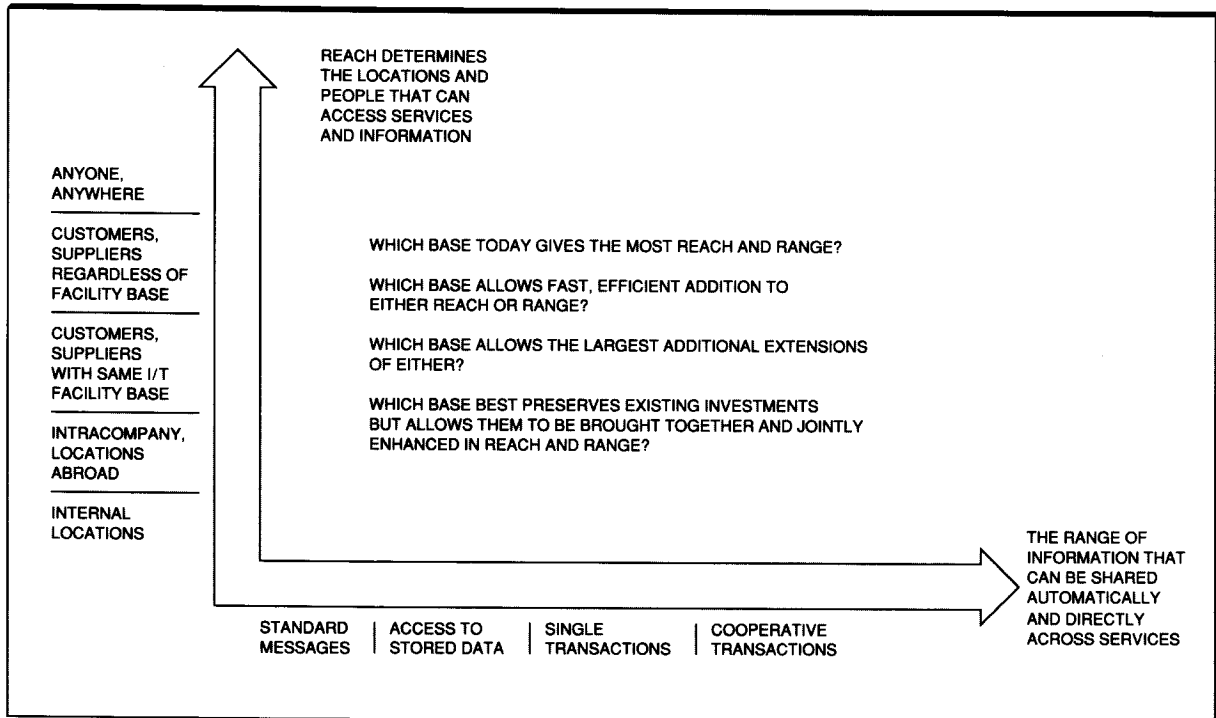 REACH DETERMINES
THE LOCATIONS AND
PEOPLE THAT CAN
ACCESS SERVICES
AND INFORMATION
ANYONE,
ANYWHERE
CUSTOMERS,
SUPPLIERS
REGARDLESS OF
FACILITY BASE
CUSTOMERS,
SUPPLIERS
WITH SAME I/T
FACILITY BASE
INTRACOMPANY,
LOCATIONS
ABROAD
INTERNAL
LOCATIONS
WHICH BASE TODAY GIVES THE MOST REACH AND RANGE?
WHICH BASE ALLOWS FAST, EFFICIENT ADDITION TO
EITHER REACH OR RANGE?
WHICH BASE ALLOWS THE LARGEST ADDITIONAL EXTENSIONS
OF EITHER?
WHICH BASE BEST PRESERVES EXISTING INVESTMENTS
BUT ALLOWS THEM TO BE BROUGHT TOGETHER AND JOINTLY
ENHANCED IN REACH AND RANGE?
THE RANGE OF
INFORMATION THAT
CAN BE SHARED
AUTOMATICALLY
AND DIRECTLY
ACROSS SERVICES
STANDARD
MESSAGES
ACCESS TO
STORED DATA
SINGLE
TRANSACTIONS
COOPERATIVE
TRANSACTIONS